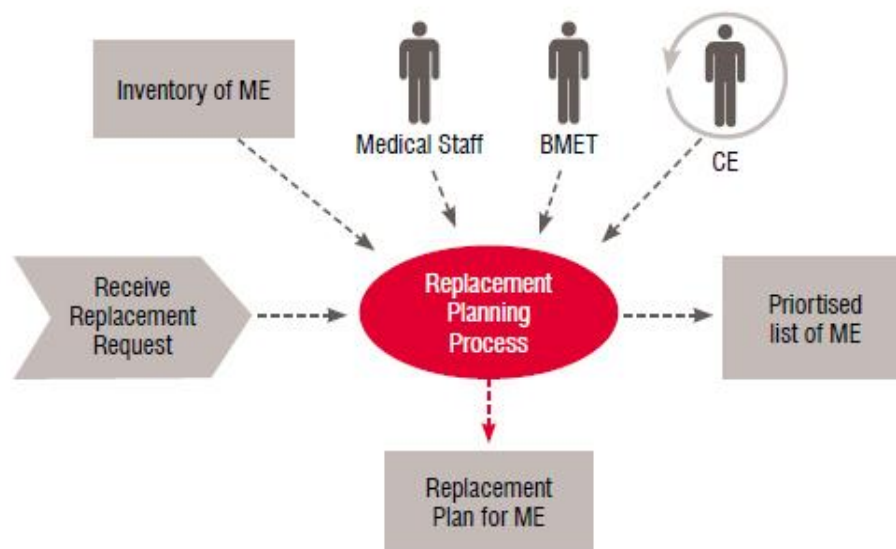 Inventory of ME
Medical Staff
BMET
CE
Receive
Replacement
Request
Replacement
Planning
Process
Priortised
list of ME
Replacement
Plan for ME